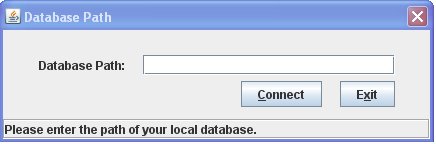 Database Path
Database Path:
Connect Exit
Please enter the path of your local database.